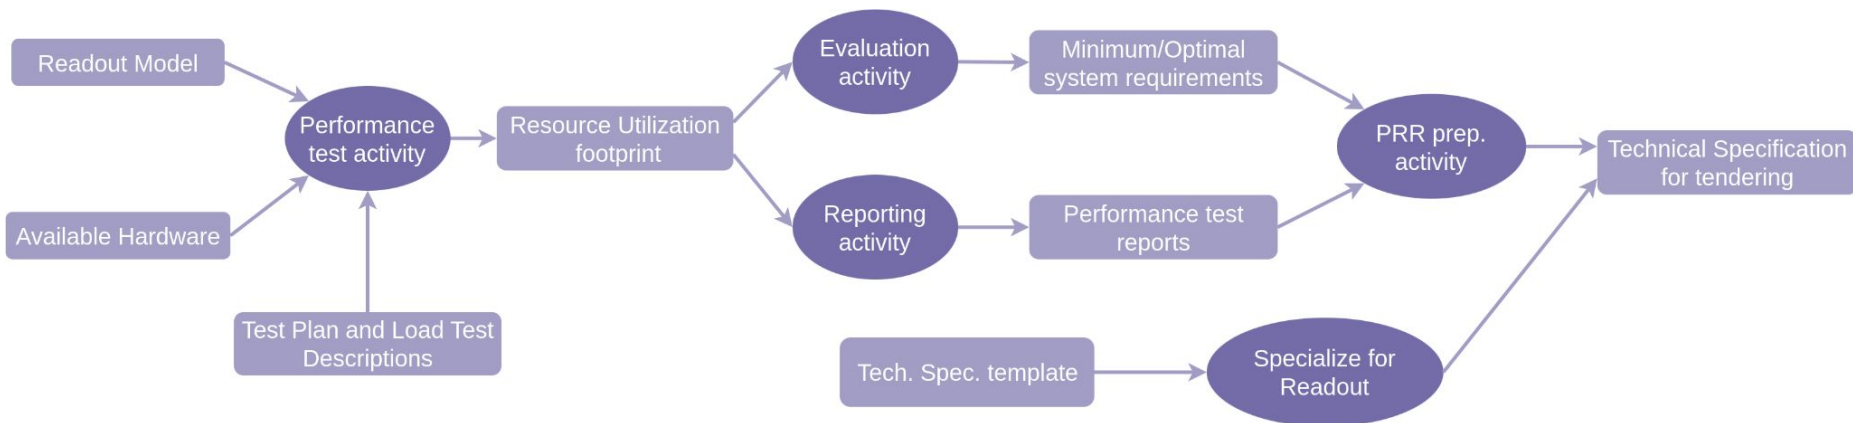 Readout Model
Available Hardware
Test Plan and Load Test
Descriptions
Performance
test activity
Resource Utilization
footprint
Evaluation
activity
Reporting
activity
Minimum/Optimal
system requirements
Performance test
reports
PRR prep.
activity
Tech. Spec. template
Specialize for
Readout
Technical Specification
for tendering